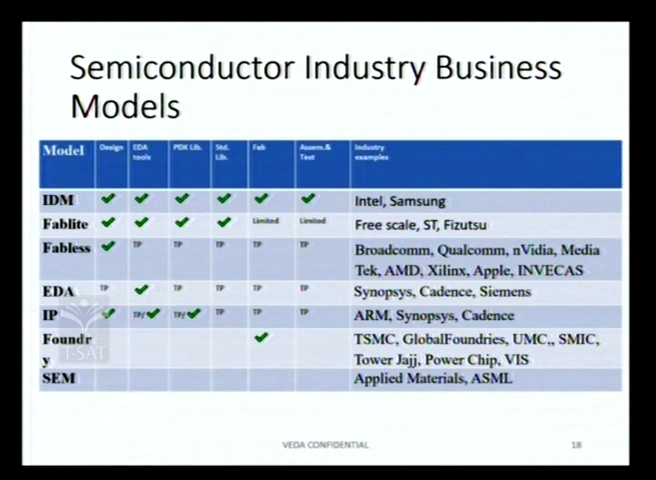 Semiconductor Industry Business
Models
Model Design EDA tools PDK Lib. Std. Lib. Fab Assem.& Test Industry examples
IDM ✔ ✔ ✔ ✔ ✔ ✔ Intel, Samsung
Fablite ✔ ✔ ✔ ✔ Limited Limited Free scale, ST, Fizutsu
Fabless ✔ TP TP TP TP TP Broadcomm, Qualcomm, nVidia, Media
Tek, AMD, Xilinx, Apple, INVECAS
EDA TP ✔ TP TP TP TP Synopsys, Cadence, Siemens
IP ✔ TP/✔ TP/✔ TP TP TP ARM, Synopsys, Cadence
Foundr
y ✔ TSMC, GlobalFoundries, UMC,, SMIC,
Tower Jajj, Power Chip, VIS
SEM Applied Materials, ASML
T-SAT
VEDA CONFIDENTIAL 18